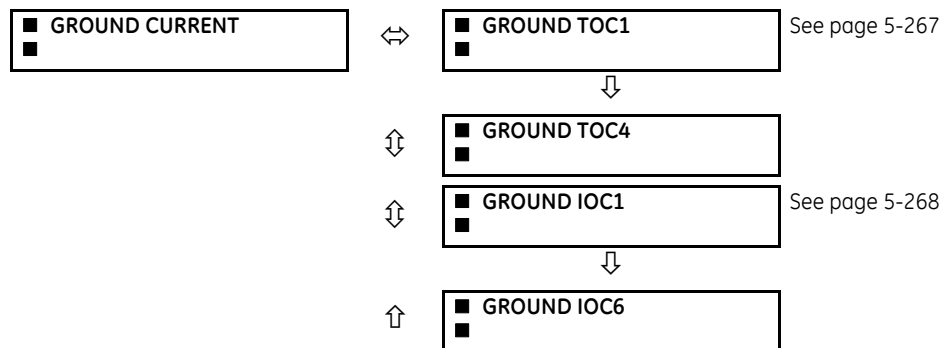 ■ GROUND CURRENT
■
■ GROUND TOC1
■
See page 5-267
■ GROUND TOC4
■
■ GROUND IOC1
■
See page 5-268
■ GROUND IOC6
■